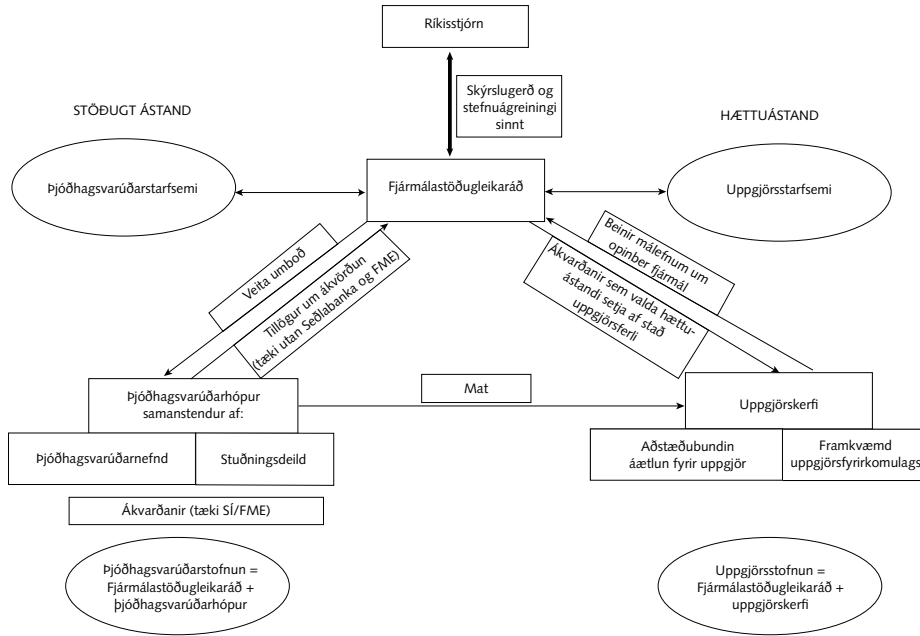 Ríkisstjórn
Skýrslugerð og
stefnuágreiningi
sinnt
STÖÐUGT ÁSTAND
HÆTTUÁSTAND
Þjóðhagsvarúðarstarfsemi
Fjármálastöðugleikaráð
Uppgjörsstarfsemi
Veita umboð
Tillögur um ákvörðun
(tæki utan Seðlabanka og FME)
Beinir málefnum um
opinber fjármál
Ákvarðanir sem valda hættu-
ástandi setja af stað
uppgjörsferli
Þjóðhagsvarúðarhópur
samanstendur af:
Mat
Uppgjörskerfi
Þjóðhagsvarúðarnefnd
Stuðningsdeild
Aðstæðubundin
áætlun fyrir uppgjör
Framkvæmd
uppgjörsfyrirkomulags
Ákvarðanir (tæki SÍ/FME)
Þjóðhagsvarúðarstofnun =
Fjármálastöðugleikaráð +
þjóðhagsvarúðarhópur
Uppgjörsstofnun =
Fjármálastöðugleikaráð +
uppgjörskerfi